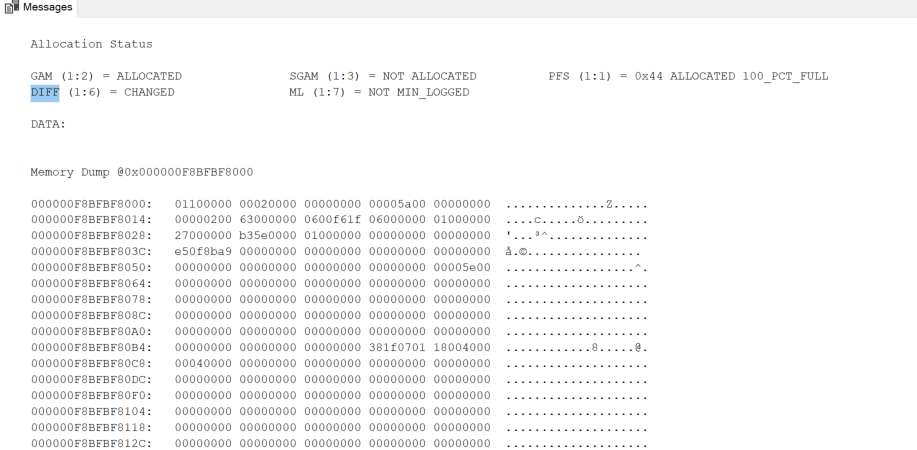 Messages
Allocation Status
GAM (1:2) = ALLOCATED SGAM (1:3) = NOT ALLOCATED PFS (1:1) = 0x44 ALLOCATED 100_PCT_FULL
DIFF (1:6) = CHANGED ML (1:7) = NOT MIN_LOGGED
DATA:
Memory Dump @0x000000F8BFBF8000
000000F8BFBF8000: 01100000 00020000 00000000 00005a00 00000000 ..............Z.....
000000F8BFBF8014: 00000200 63000000 0600f61f 06000000 01000000 ....c.....ö.........
000000F8BFBF8028: 27000000 b35e0000 01000000 00000000 00000000 '...³^..............
000000F8BFBF803C: e50f8ba9 00000000 00000000 00000000 00000000 å.©................
000000F8BFBF8050: 00000000 00000000 00000000 00000000 00005e00 ..................^.
000000F8BFBF8064: 00000000 00000000 00000000 00000000 00000000 ....................
000000F8BFBF8078: 00000000 00000000 00000000 00000000 00000000 ....................
000000F8BFBF808C: 00000000 00000000 00000000 00000000 00000000 ....................
000000F8BFBF80A0: 00000000 00000000 00000000 00000000 00000000 ....................
000000F8BFBF80B4: 00000000 00000000 00000000 381f0701 18004000 ............8.....@.
000000F8BFBF80C8: 00040000 00000000 00000000 00000000 00000000 ....................
000000F8BFBF80DC: 00000000 00000000 00000000 00000000 00000000 ....................
000000F8BFBF80F0: 00000000 00000000 00000000 00000000 00000000 ....................
000000F8BFBF8104: 00000000 00000000 00000000 00000000 00000000 ....................
000000F8BFBF8118: 00000000 00000000 00000000 00000000 00000000 ....................
000000F8BFBF812C: 00000000 00000000 00000000 00000000 00000000 ....................